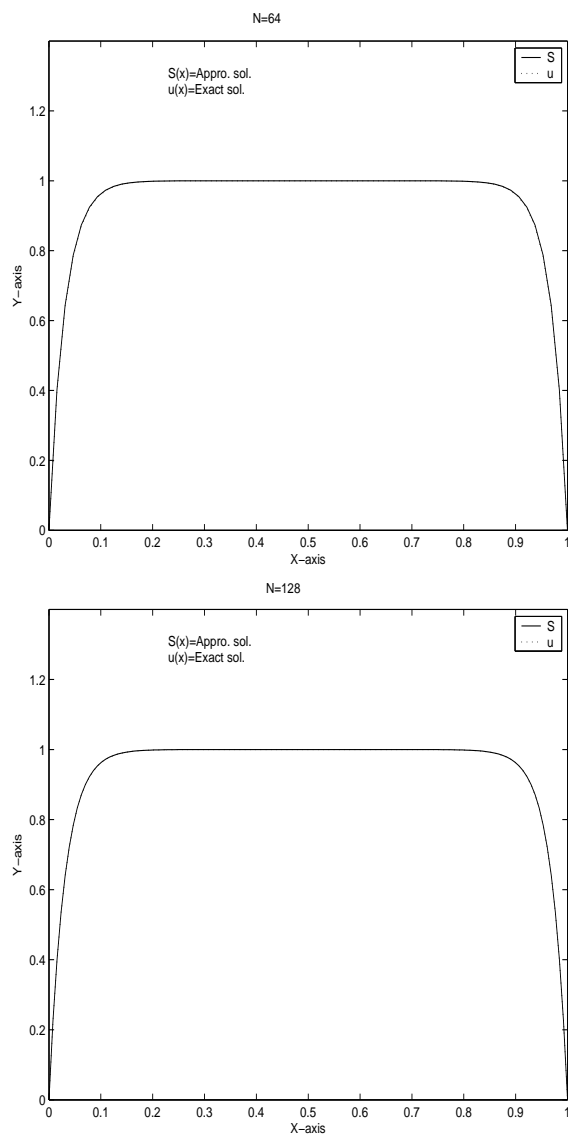 N=64
S(x)=Appro. sol.
u(x)=Exact sol.
S
u
1.2
1
0.8
0.6
0.4
0.2
0
Y-axis
0 0.1 0.2 0.3 0.4 0.5 0.6 0.7 0.8 0.9 1
X-axis
N=128
S(x)=Appro. sol.
u(x)=Exact sol.
S
u
1.2
1
0.8
0.6
0.4
0.2
0
Y-axis
0 0.1 0.2 0.3 0.4 0.5 0.6 0.7 0.8 0.9 1
X-axis